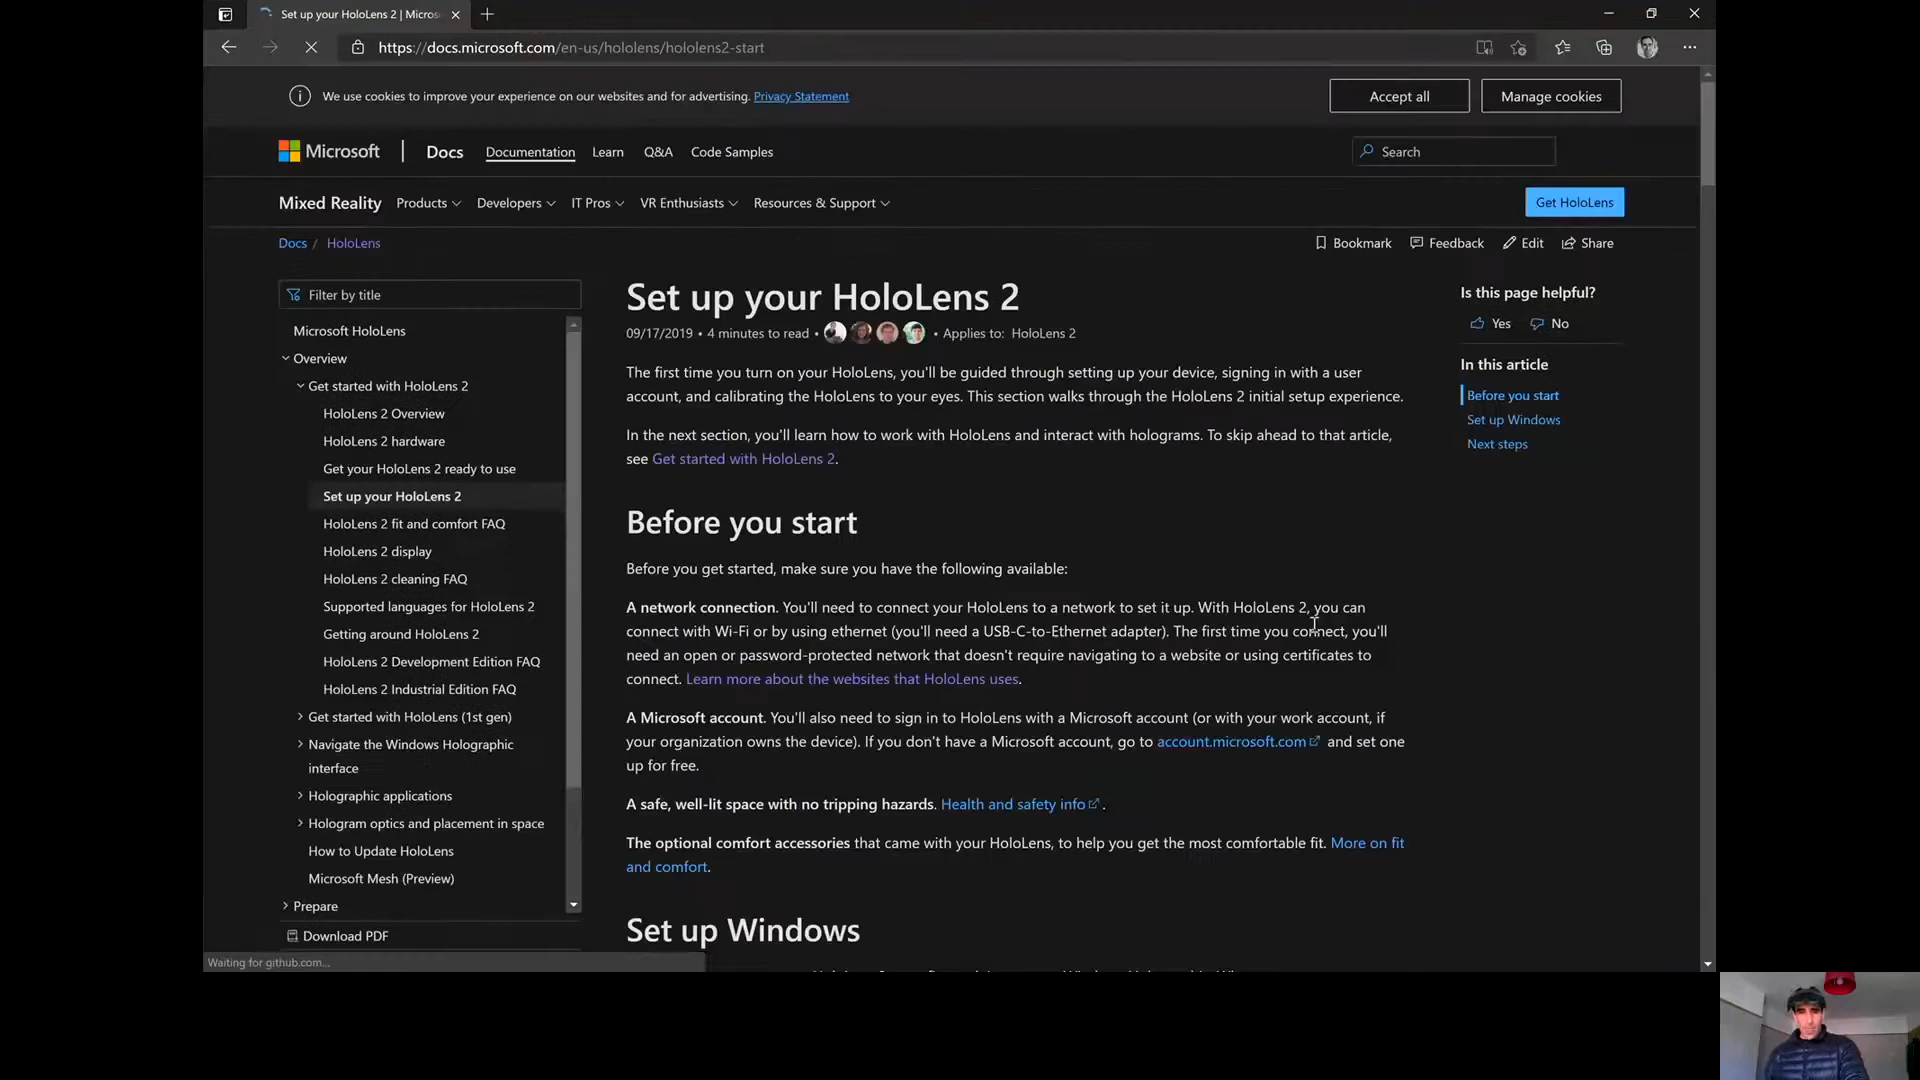 Set up your HoloLens 2 | Micros
https://docs.microsoft.com/en-us/hololens/hololens2-start
We use cookies to improve your experience on our websites and for advertising. Privacy Statement
Accept all
Manage cookies
Microsoft
Docs
Documentation
Learn
Q&A
Code Samples
Search
Mixed Reality
Products
Developers
IT Pros
VR Enthusiasts
Resources & Support
Get HoloLens
Docs / HoloLens
Bookmark
Feedback
Edit
Share
Filter by title
Microsoft HoloLens
Overview
Get started with HoloLens 2
HoloLens 2 Overview
HoloLens 2 hardware
Get your HoloLens 2 ready to use
Set up your HoloLens 2
HoloLens 2 fit and comfort FAQ
HoloLens 2 display
HoloLens 2 cleaning FAQ
Supported languages for HoloLens 2
Getting around HoloLens 2
HoloLens 2 Development Edition FAQ
HoloLens 2 Industrial Edition FAQ
Get started with HoloLens (1st gen)
Navigate the Windows Holographic
interface
Holographic applications
Hologram optics and placement in space
How to Update HoloLens
Microsoft Mesh (Preview)
Prepare
Download PDF
Set up your HoloLens 2
09/17/2019 • 4 minutes to read • Applies to: HoloLens 2
The first time you turn on your HoloLens, you'll be guided through setting up your device, signing in with a user
account, and calibrating the HoloLens to your eyes. This section walks through the HoloLens 2 initial setup experience.
In the next section, you'll learn how to work with HoloLens and interact with holograms. To skip ahead to that article,
see Get started with HoloLens 2.
Before you start
Before you get started, make sure you have the following available:
A network connection. You'll need to connect your HoloLens to a network to set it up. With HoloLens 2, you can
connect with Wi-Fi or by using ethernet (you'll need a USB-C-to-Ethernet adapter). The first time you connect, you'll
need an open or password-protected network that doesn't require navigating to a website or using certificates to
connect. Learn more about the websites that HoloLens uses.
A Microsoft account. You'll also need to sign in to HoloLens with a Microsoft account (or with your work account, if
your organization owns the device). If you don't have a Microsoft account, go to account.microsoft.com and set one
up for free.
A safe, well-lit space with no tripping hazards. Health and safety info .
The optional comfort accessories that came with your HoloLens, to help you get the most comfortable fit. More on fit
and comfort.
Set up Windows
Is this page helpful?
Yes
No
In this article
Before you start
Set up Windows
Next steps
Waiting for github.com...